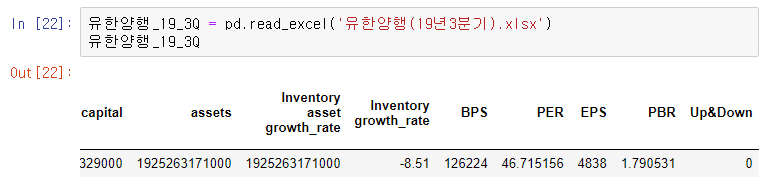 In [22]: 유한양행_19_3Q = pd.read_excel('유한양행(19년3분기).xlsx')
유한양행_19_3Q
Out[22]:
capital assets Inventory asset growth_rate Inventory growth_rate BPS PER EPS PBR Up&Down
329000 1925263171000 1925263171000 -8.51 126224 46.715156 4838 1.790531 0